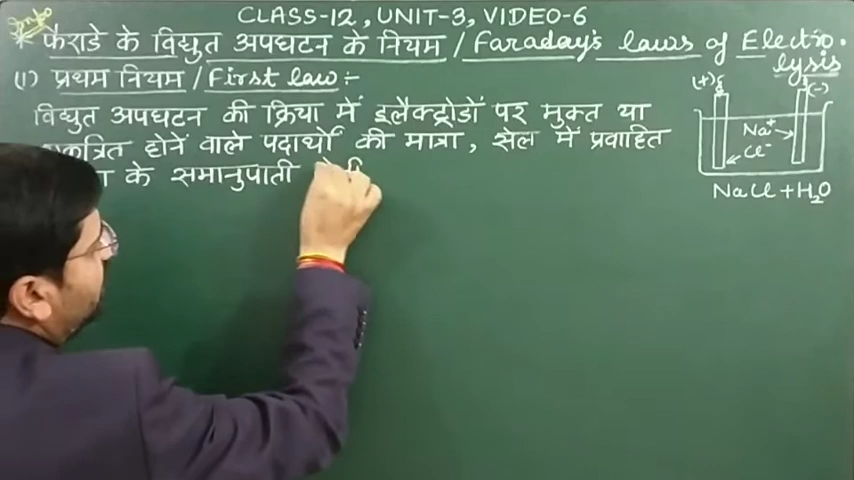 CLASS-12, UNIT-3, VIDEO-6
* फैराडे के विद्युत अपघटन के नियम / Faraday's laws of Electro-
lysis
(1) प्रथम नियम / First law :-
विद्युत अपघटन की क्रिया में इलैक्ट्रोडों पर मुक्त या
होनें वाले पदार्थों की मात्रा, सेल में प्रवाहित
के समानुपाती
(+) (-)
Na+
Cl-
NaCl + H2O